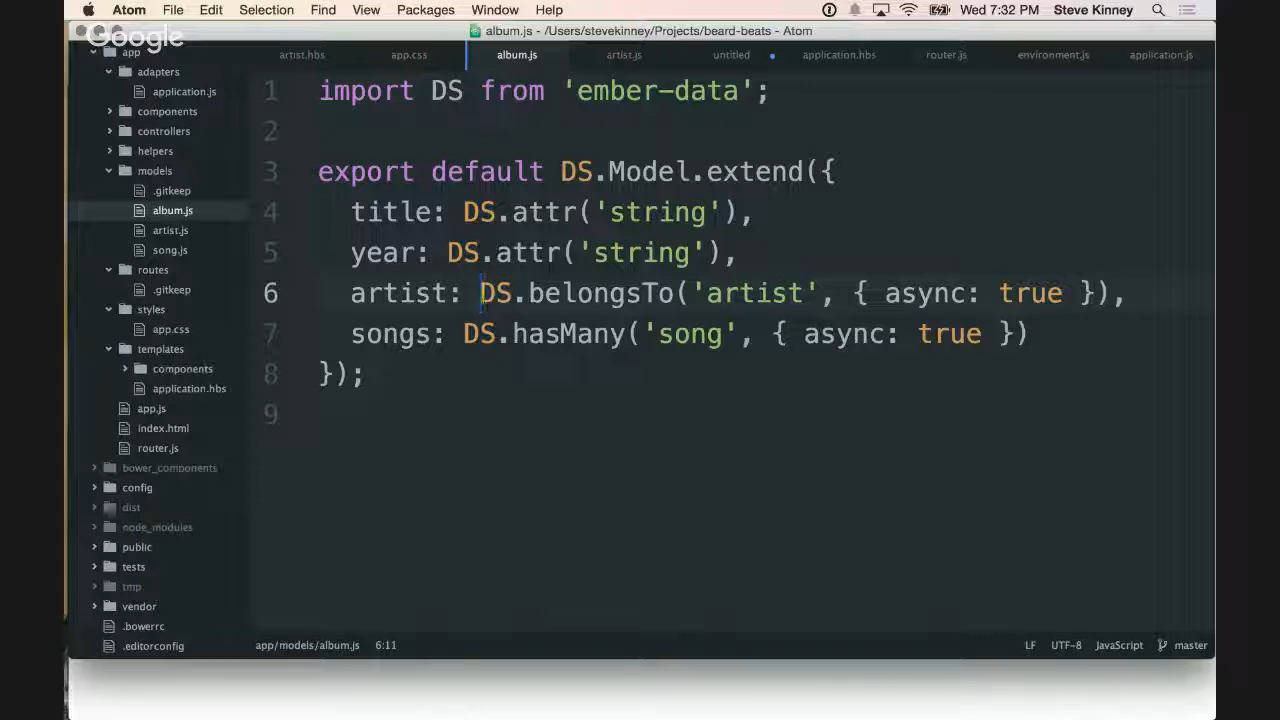 Atom File Edit Selection Find View Packages Window Help Wed 7:32 PM Steve Kinney
album.js - /Users/stevekinney/Projects/beard-beats - Atom
Google
artist.hbs app.css album.js artist.js untitled application.hbs router.js environment.js application.js
app
adapters
application.js
components
controllers
helpers
models
.gitkeep
album.js
artist.js
song.js
routes
.gitkeep
styles
app.css
templates
components
application.hbs
app.js
index.html
router.js
bower_components
config
dist
node_modules
public
tests
tmp
vendor
.bowerrc
.editorconfig
1 import DS from 'ember-data';
2
3 export default DS.Model.extend({
4 title: DS.attr('string'),
5 year: DS.attr('string'),
6 artist: DS.belongsTo('artist', { async: true }),
7 songs: DS.hasMany('song', { async: true })
8 });
9
app/models/album.js 6:11 LF UTF-8 JavaScript master